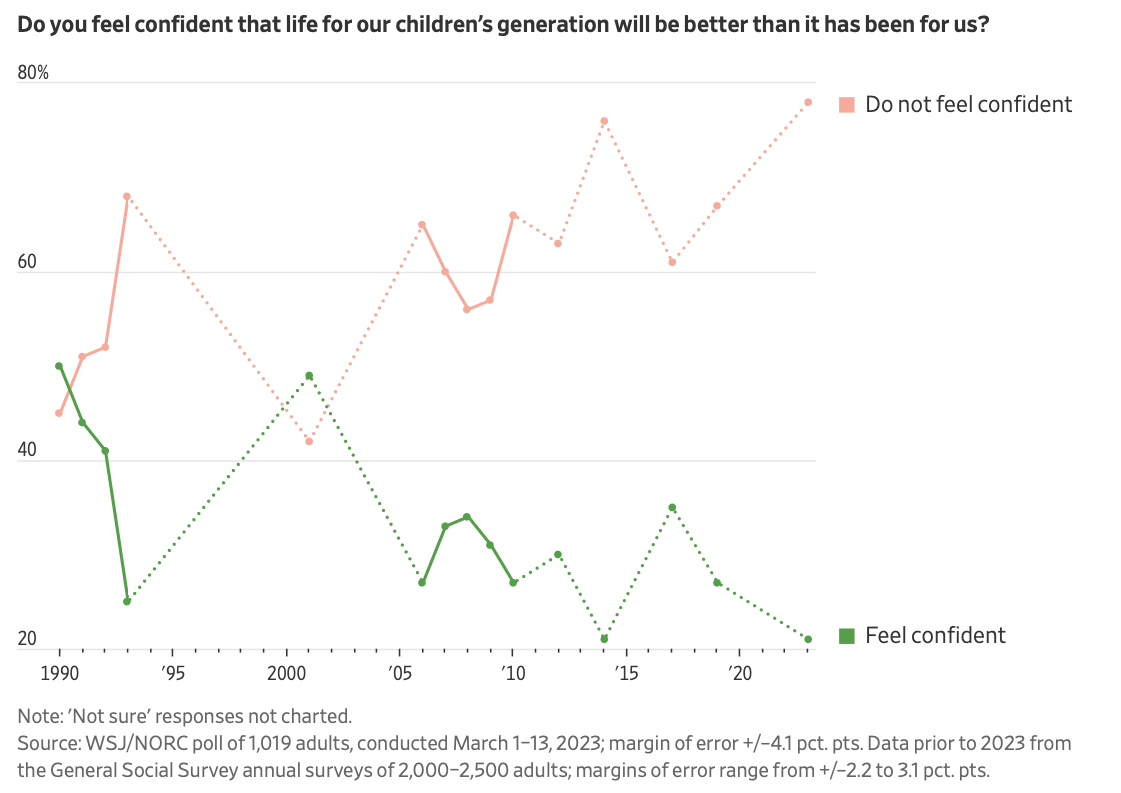 Do you feel confident that life for our children’s generation will be better than it has been for us?
80%
Do not feel confident
60
40
20
Feel confident
1990 ’95 2000 ’05 ’10 ’15 ’20
Note: ’Not sure’ responses not charted.
Source: WSJ/NORC poll of 1,019 adults, conducted March 1–13, 2023; margin of error +/–4.1 pct. pts. Data prior to 2023 from
the General Social Survey annual surveys of 2,000–2,500 adults; margins of error range from +/–2.2 to 3.1 pct. pts.